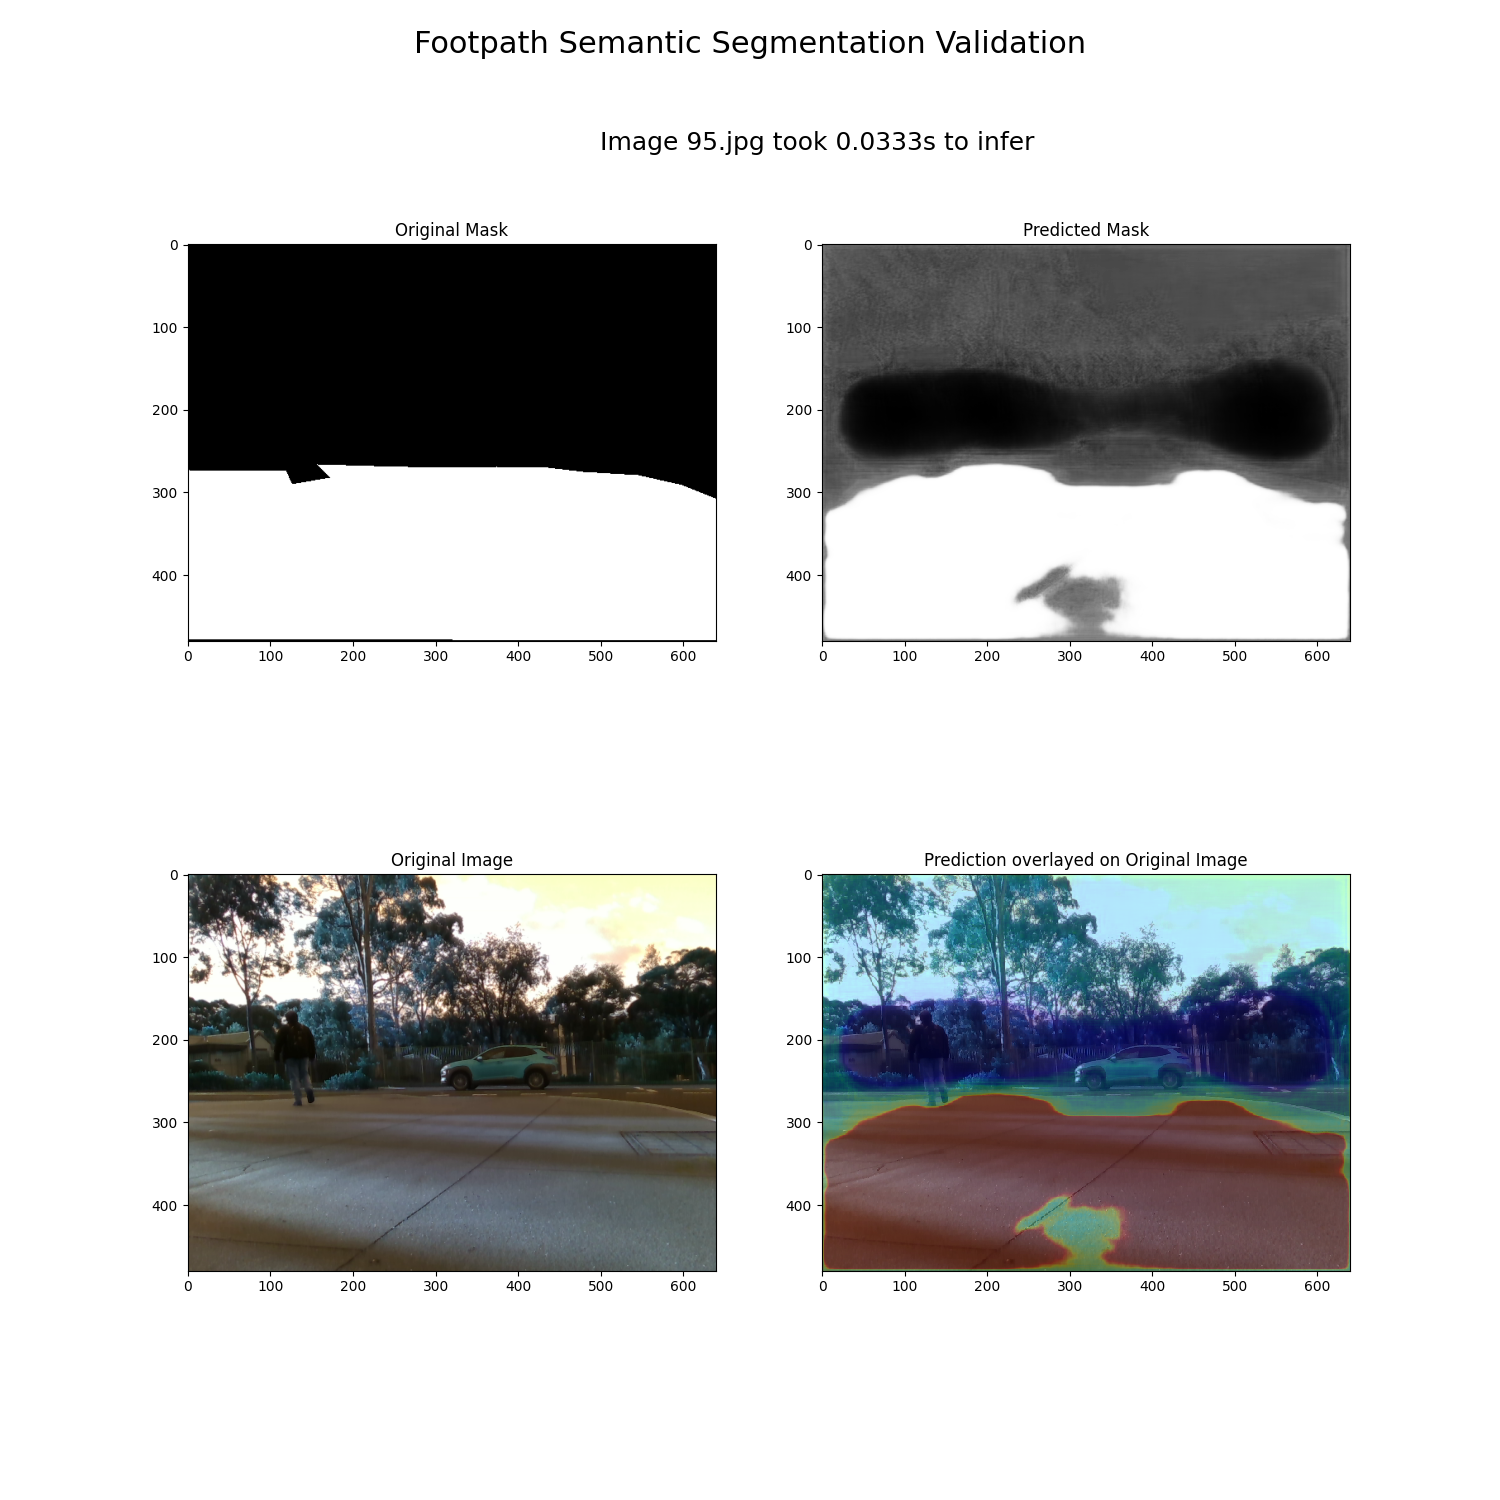 Footpath Semantic Segmentation Validation
Image 95.jpg took 0.0333s to infer
Original Mask
0
100
200
300
400
0 100 200 300 400 500 600
Predicted Mask
0
100
200
300
400
0 100 200 300 400 500 600
Original Image
0
100
200
300
400
0 100 200 300 400 500 600
Prediction overlayed on Original Image
0
100
200
300
400
0 100 200 300 400 500 600